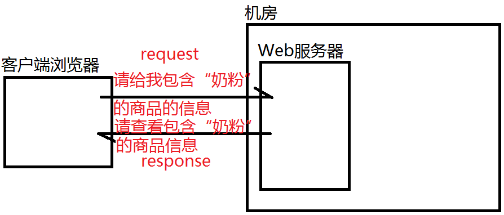 机房
request
Web服务器
客户端浏览器
请给我包含“奶粉”
的商品的信息
请查看包含“奶粉”
的商品信息
response